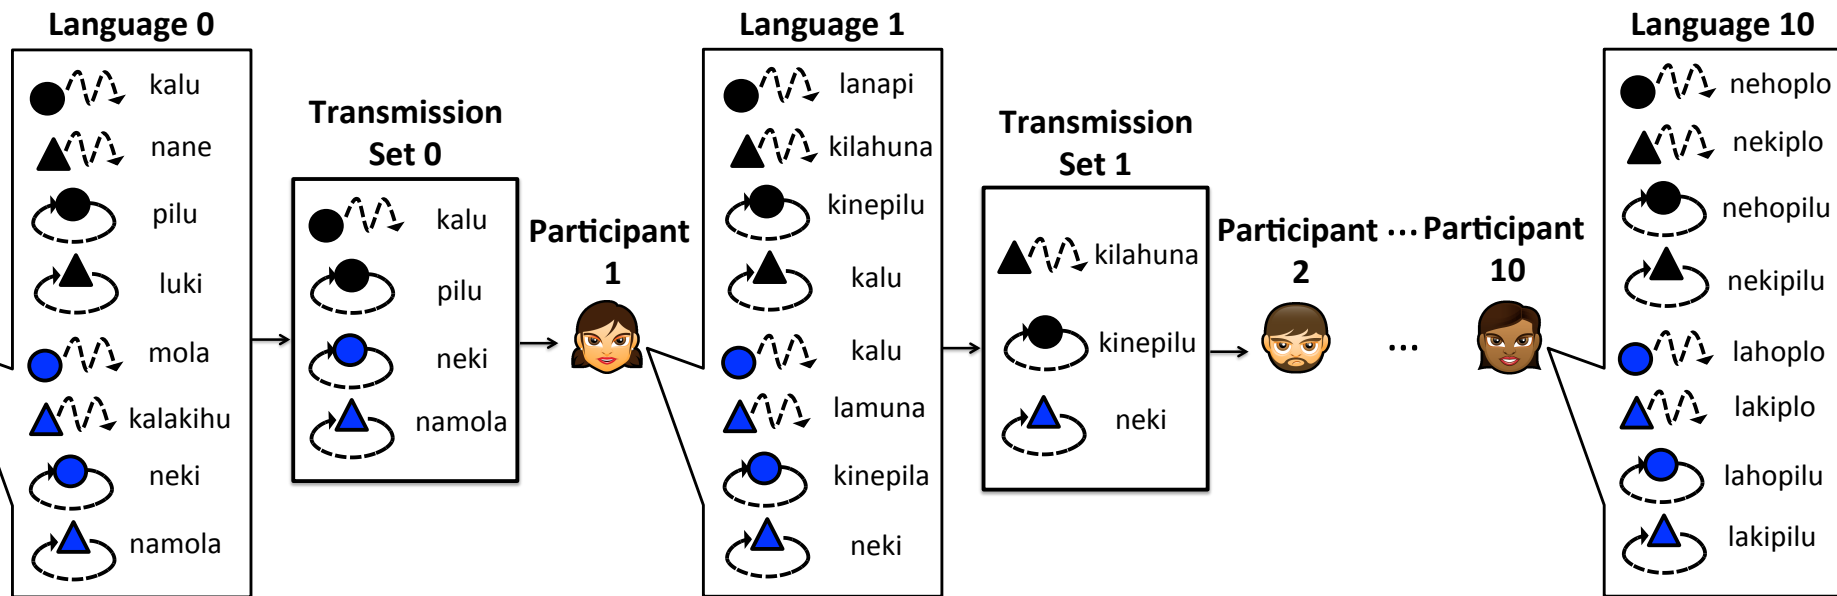 Language 0
kalu
nane
pilu
luki
mola
kalakihu
neki
namola
Transmission
Set 0
kalu
pilu
neki
namola
Participant
1
Language 1
lanapi
kilahuna
kinepilu
kalu
kalu
lamuna
kinepila
neki
Transmission
Set 1
kilahuna
kinepilu
neki
Participant
2
...
...
Participant
10
Language 10
nehoplo
nekiplo
nehopilu
nekipilu
lahoplo
lakiplo
lahopilu
lakipilu